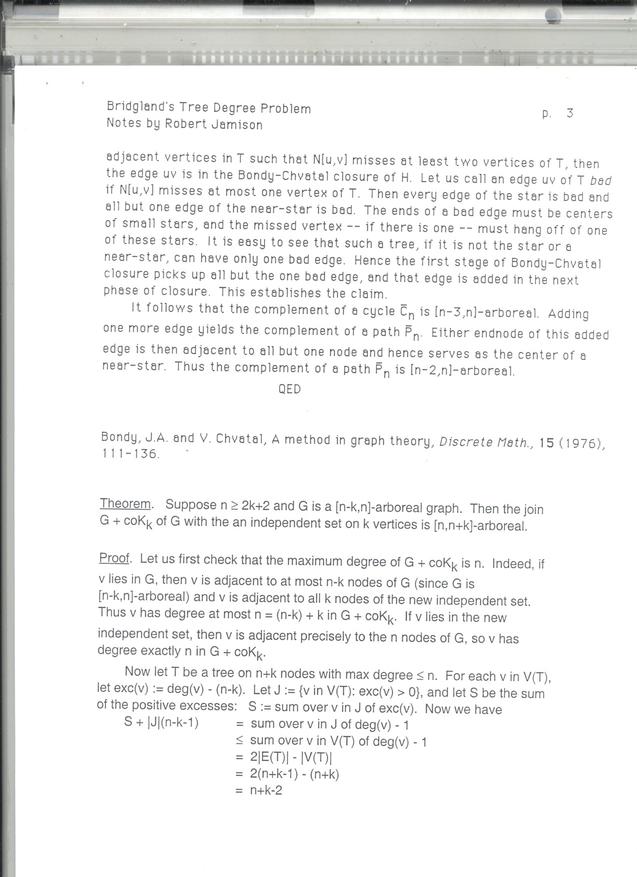 Bridgland's Tree Degree Problem p. 3
Notes by Robert Jamison
adjacent vertices in T such that N[u,v] misses at least two vertices of T, then
the edge uv is in the Bondy-Chvatal closure of H. Let us call an edge uv of T bad
if N[u,v] misses at most one vertex of T. Then every edge of the star is bad and
all but one edge of the near-star is bad. The ends of a bad edge must be centers
of small stars, and the missed vertex -- if there is one -- must hang off of one
of these stars. It is easy to see that such a tree, if it is not the star or a
near-star, can have only one bad edge. Hence the first stage of Bondy-Chvatal
closure picks up all but the one bad edge, and that edge is added in the next
phase of closure. This establishes the claim.
It follows that the complement of a cycle C̅n is [n-3,n]-arboreal. Adding
one more edge yields the complement of a path P̅n. Either endnode of this added
edge is then adjacent to all but one node and hence serves as the center of a
near-star. Thus the complement of a path P̅n is [n-2,n]-arboreal.
QED
Bondy, J.A. and V. Chvatal, A method in graph theory, Discrete Math., 15 (1976),
111-136.
Theorem. Suppose n ≥ 2k+2 and G is a [n-k,n]-arboreal graph. Then the join
G + coKk of G with the an independent set on k vertices is [n,n+k]-arboreal.
Proof. Let us first check that the maximum degree of G + coKk is n. Indeed, if
v lies in G, then v is adjacent to at most n-k nodes of G (since G is
[n-k,n]-arboreal) and v is adjacent to all k nodes of the new independent set.
Thus v has degree at most n = (n-k) + k in G + coKk. If v lies in the new
independent set, then v is adjacent precisely to the n nodes of G, so v has
degree exactly n in G + coKk.
Now let T be a tree on n+k nodes with max degree ≤ n. For each v in V(T),
let exc(v) := deg(v) - (n-k). Let J := {v in V(T): exc(v) > 0}, and let S be the sum
of the positive excesses: S := sum over v in J of exc(v). Now we have
S + |J|(n-k-1) = sum over v in J of deg(v) - 1
≤ sum over v in V(T) of deg(v) - 1
= 2|E(T)| - |V(T)|
= 2(n+k-1) - (n+k)
= n+k-2